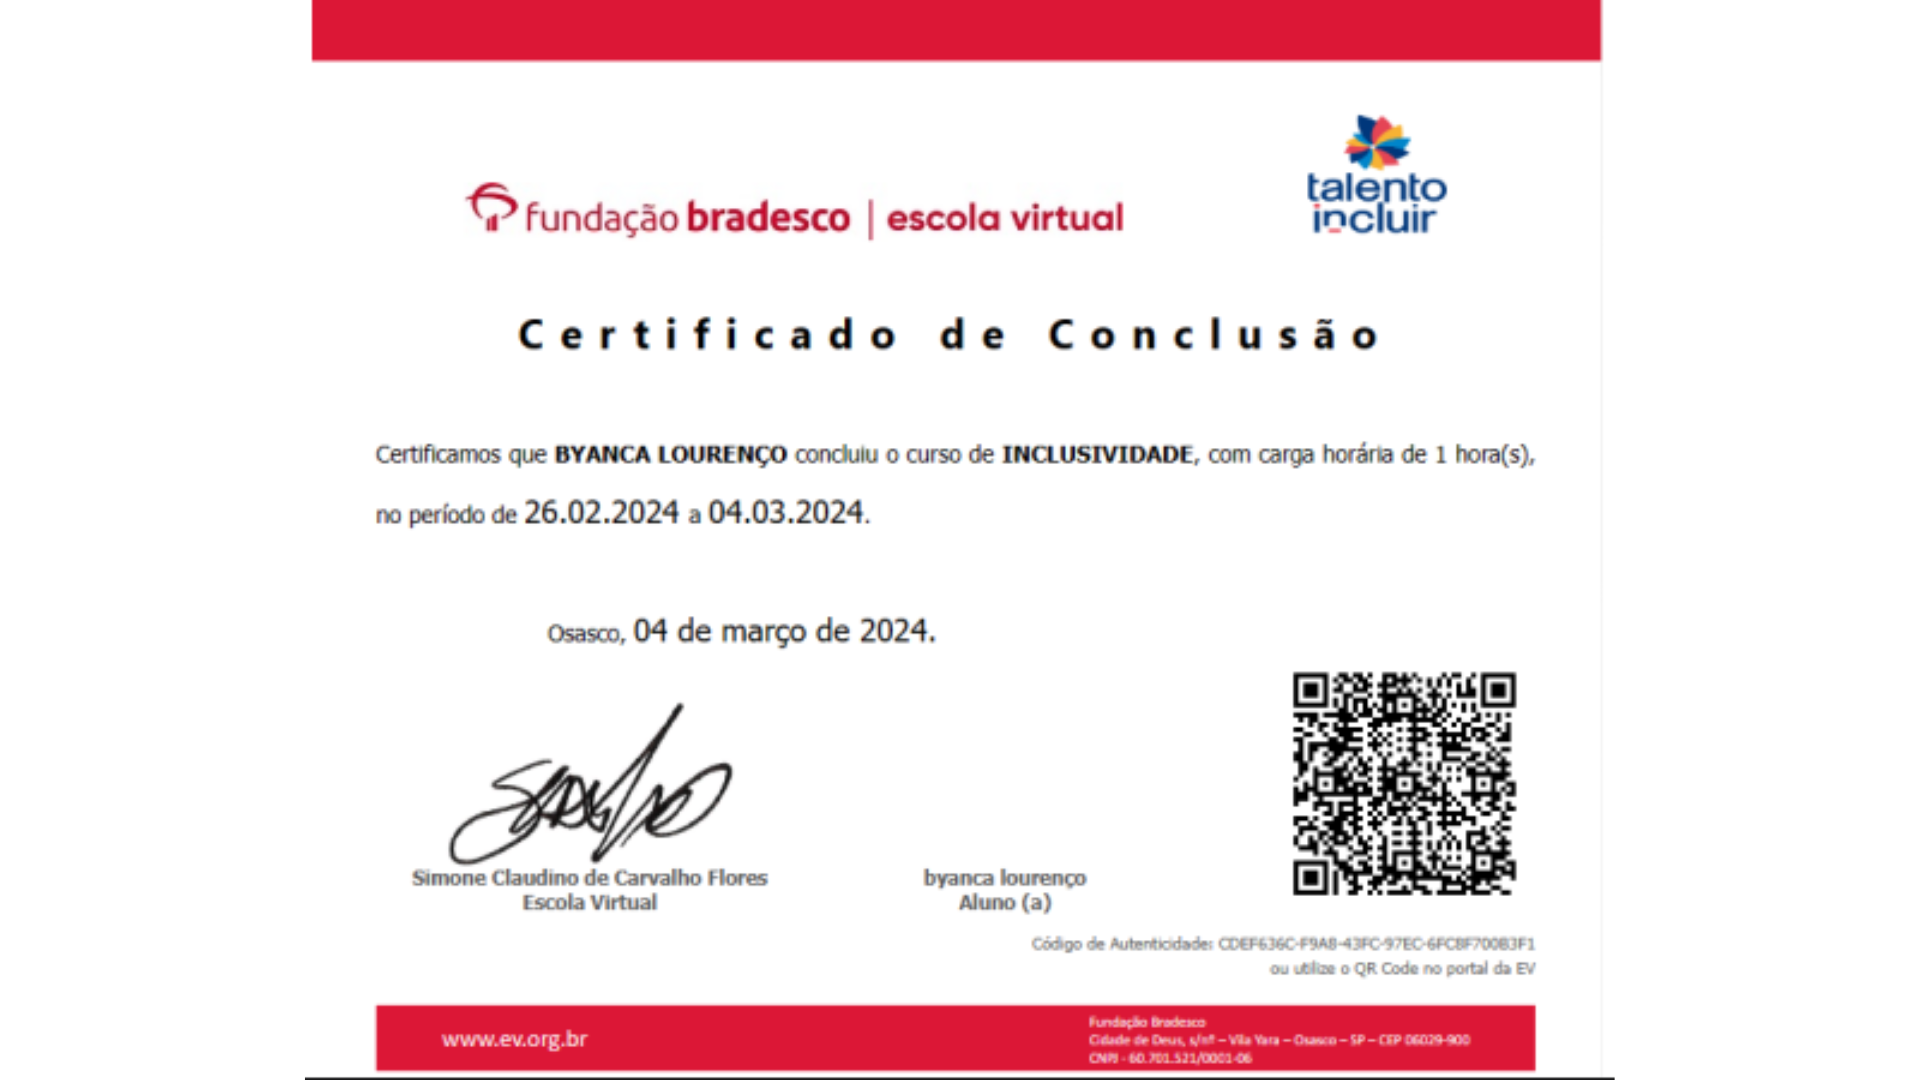 fundação bradesco | escola virtual
talento
incluir
Certificado de Conclusão
Certificamos que BYANCA LOURENÇO concluiu o curso de INCLUSIVIDADE, com carga horária de 1 hora(s),
no período de 26.02.2024 a 04.03.2024.
Osasco, 04 de março de 2024.
Simone Claudino de Carvalho Flores
Escola Virtual
byanca lourenço
Aluno (a)
Código de Autenticidade: CDEF636C-F9A8-43FC-97EC-6FC8F700B3F1
ou utilize o QR Code no portal da EV
www.ev.org.br
Fundação Bradesco
Cidade de Deus, s/nº – Vila Yara – Osasco – SP – CEP 06029-900
CNPJ - 60.701.521/0001-06